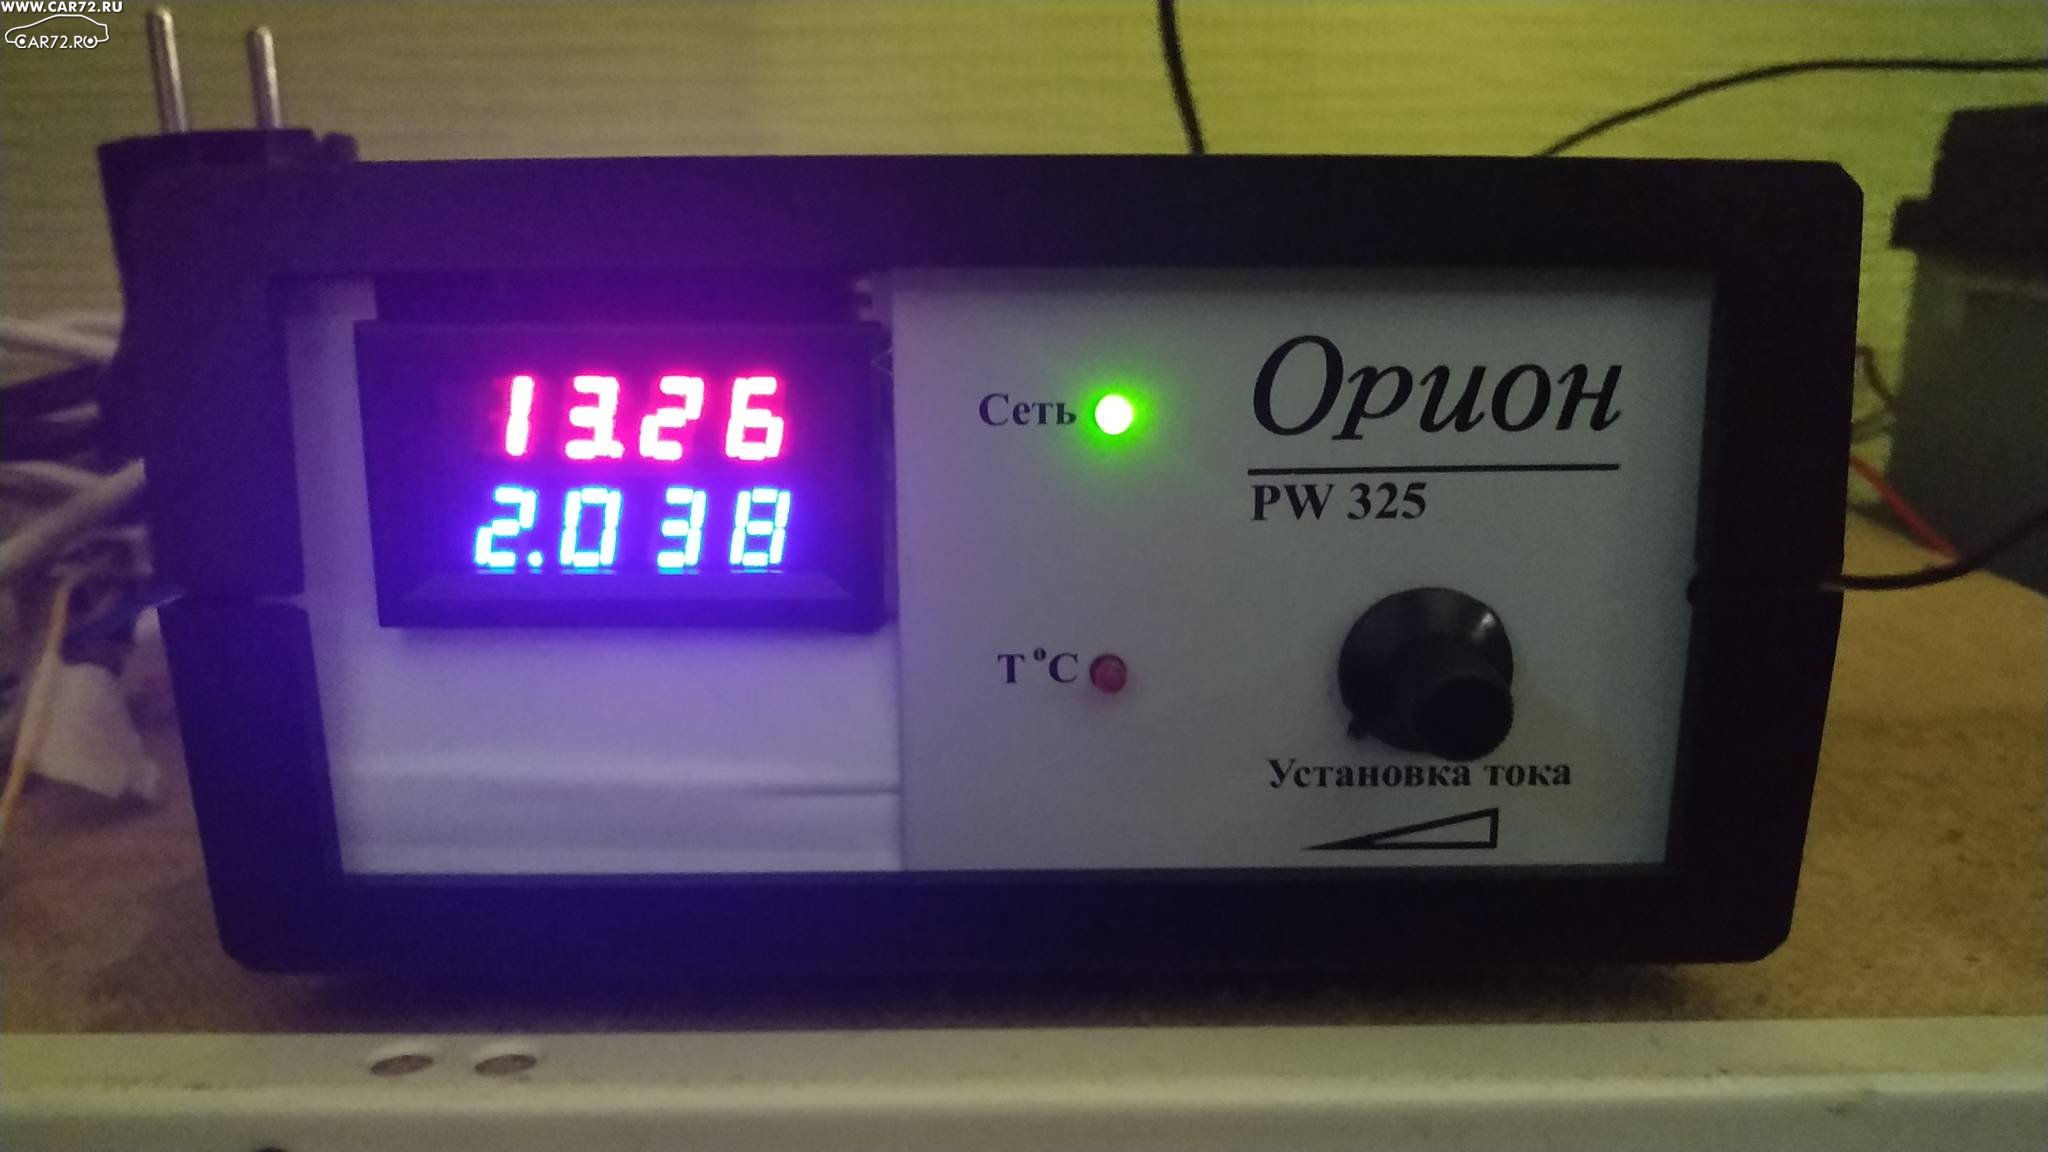 WWW.CAR72.RU
CAR72.RU
13.26
2.038
Сеть
Орион
PW 325
T °C
Установка тока